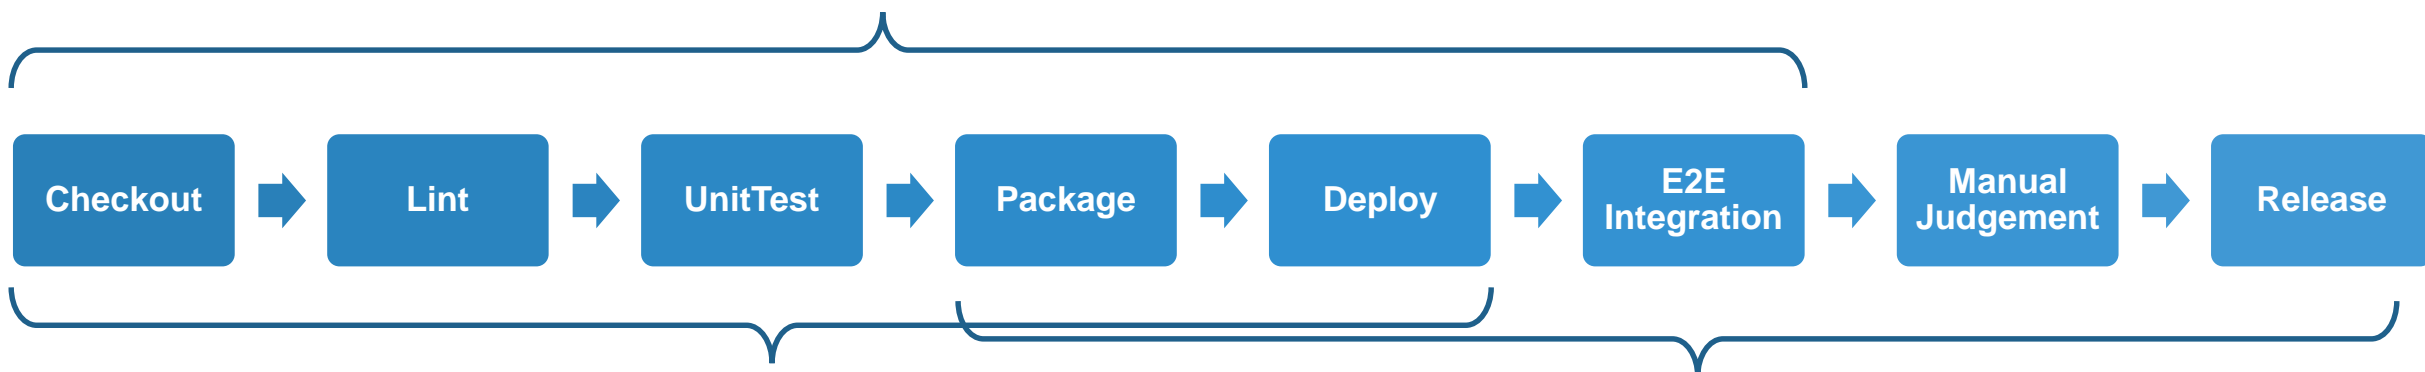 Checkout
Lint
UnitTest
Package
Deploy
E2E
Integration
Manual
Judgement
Release